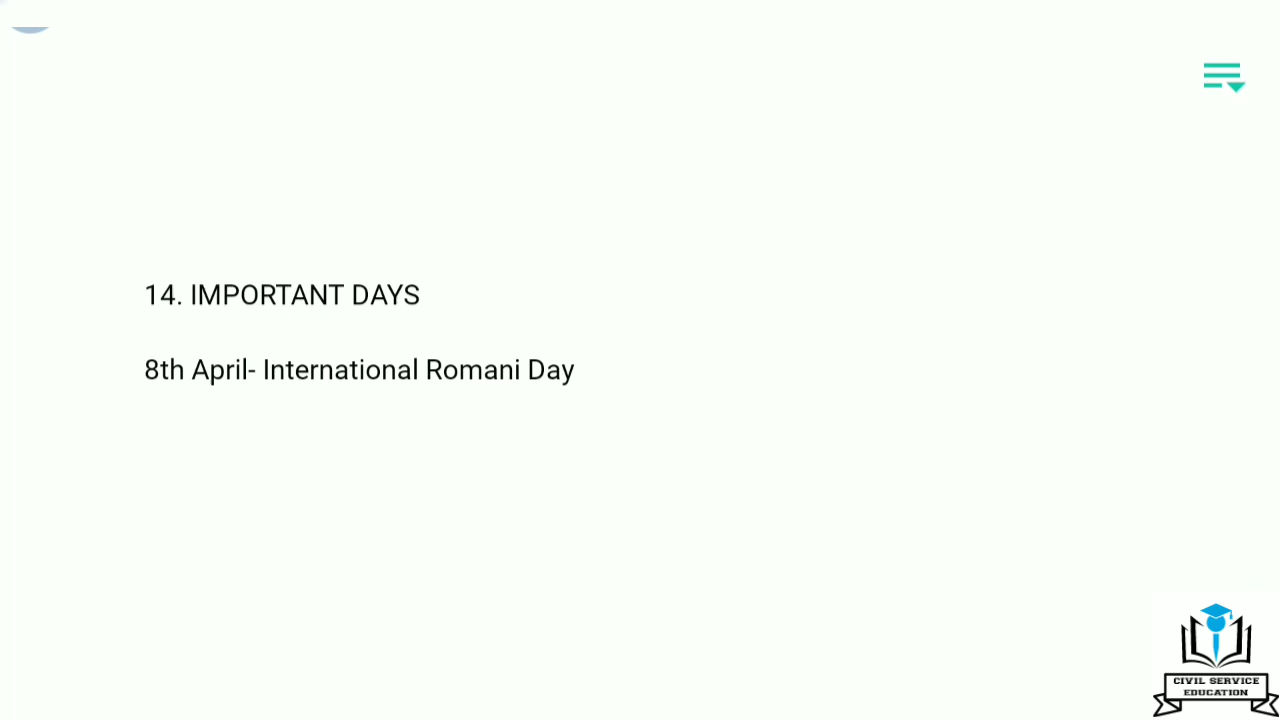 14. IMPORTANT DAYS
8th April- International Romani Day
CIVIL SERVICE
EDUCATION